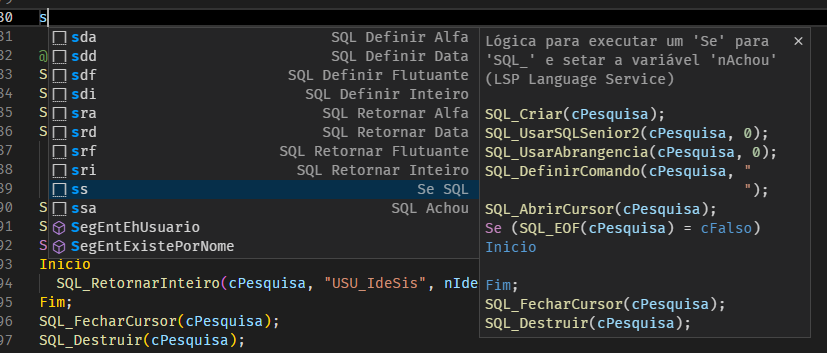 80 s
81
82 @
83 S
84 S
85 S
86 S
87
88
89
90 S
91 S
92 S
93 Inicio
94 SQL_RetornarInteiro(cPesquisa, "USU_IdeSis", nIde
95 Fim;
96 SQL_FecharCursor(cPesquisa);
97 SQL_Destruir(cPesquisa);
sda SQL Definir Alfa
sdd SQL Definir Data
sdf SQL Definir Flutuante
sdi SQL Definir Inteiro
sra SQL Retornar Alfa
srd SQL Retornar Data
srf SQL Retornar Flutuante
sri SQL Retornar Inteiro
ss Se SQL
ssa SQL Achou
SegEntEhUsuario
SegEntExistePorNome
Lógica para executar um 'Se' para
'SQL_' e setar a variável 'nAchou'
(LSP Language Service)
SQL_Criar(cPesquisa);
SQL_UsarSQLSenior2(cPesquisa, 0);
SQL_UsarAbrangencia(cPesquisa, 0);
SQL_DefinirComando(cPesquisa, "
");
SQL_AbrirCursor(cPesquisa);
Se (SQL_EOF(cPesquisa) = cFalso)
Inicio
Fim;
SQL_FecharCursor(cPesquisa);
SQL_Destruir(cPesquisa);